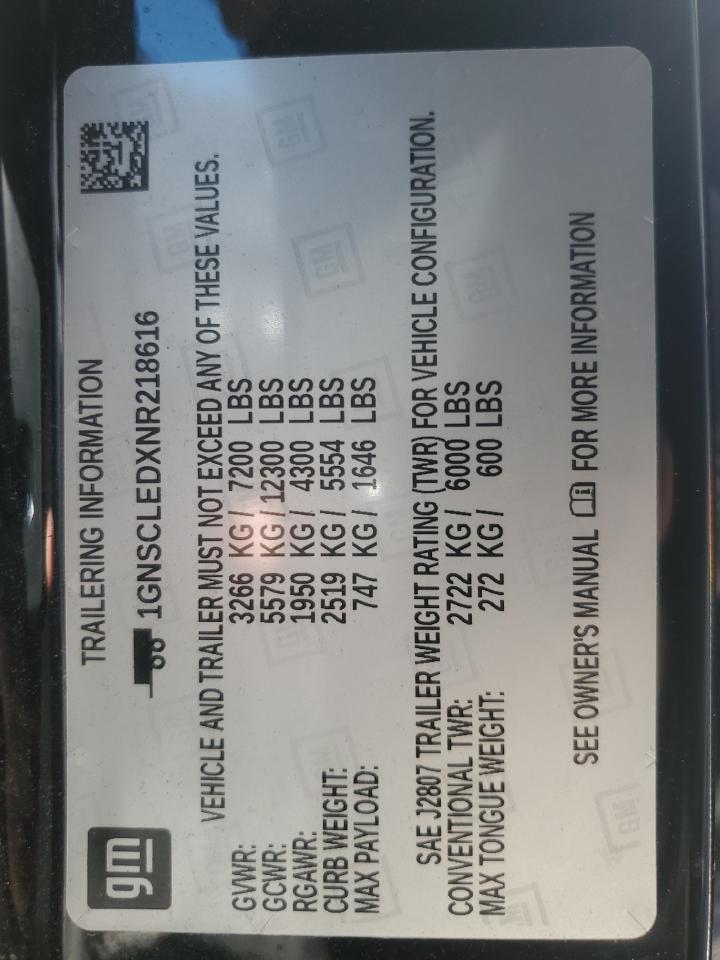 gm
TRAILERING INFORMATION
1GNSCLEDXNR218616
VEHICLE AND TRAILER MUST NOT EXCEED ANY OF THESE VALUES.
GVWR: 3266 KG / 7200 LBS
GCWR: 5579 KG / 12300 LBS
RGAWR: 1950 KG / 4300 LBS
CURB WEIGHT: 2519 KG / 5554 LBS
MAX PAYLOAD: 747 KG / 1646 LBS
SAE J2807 TRAILER WEIGHT RATING (TWR) FOR VEHICLE CONFIGURATION.
CONVENTIONAL TWR: 2722 KG / 6000 LBS
MAX TONGUE WEIGHT: 272 KG / 600 LBS
SEE OWNER'S MANUAL FOR MORE INFORMATION